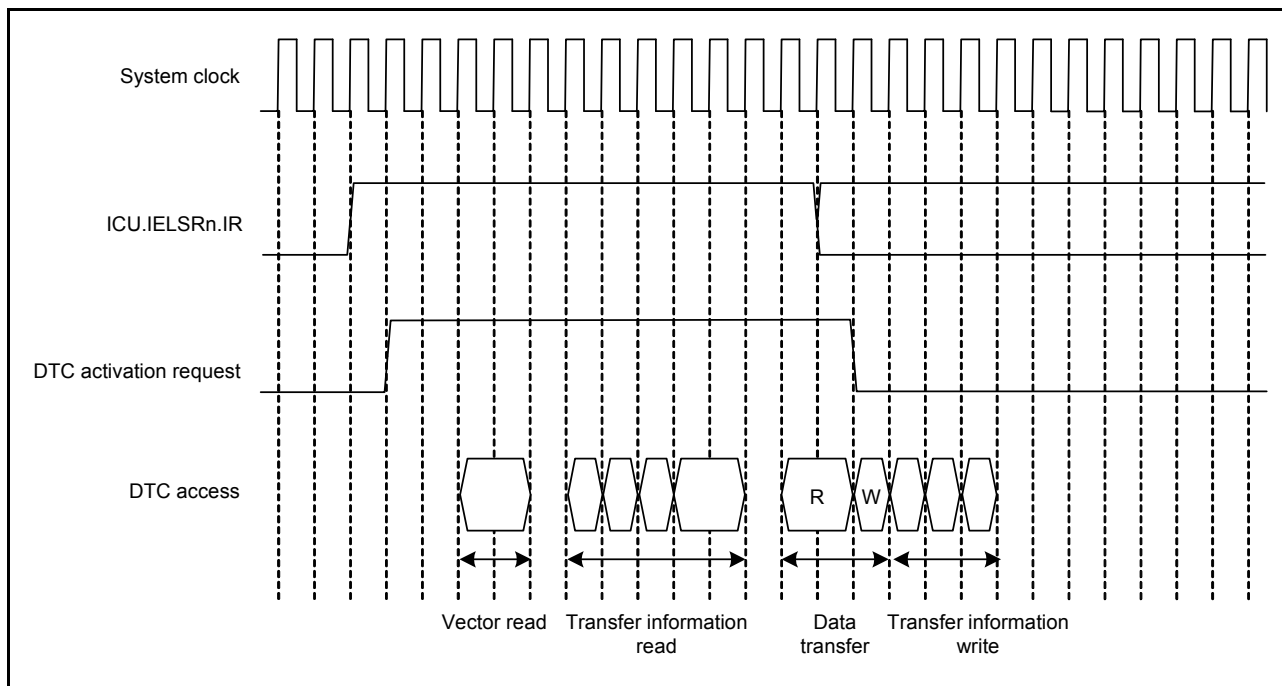 System clock
ICU.IELSRn.IR
DTC activation request
DTC access
R
W
Vector read
Transfer information
read
Data
transfer
Transfer information
write